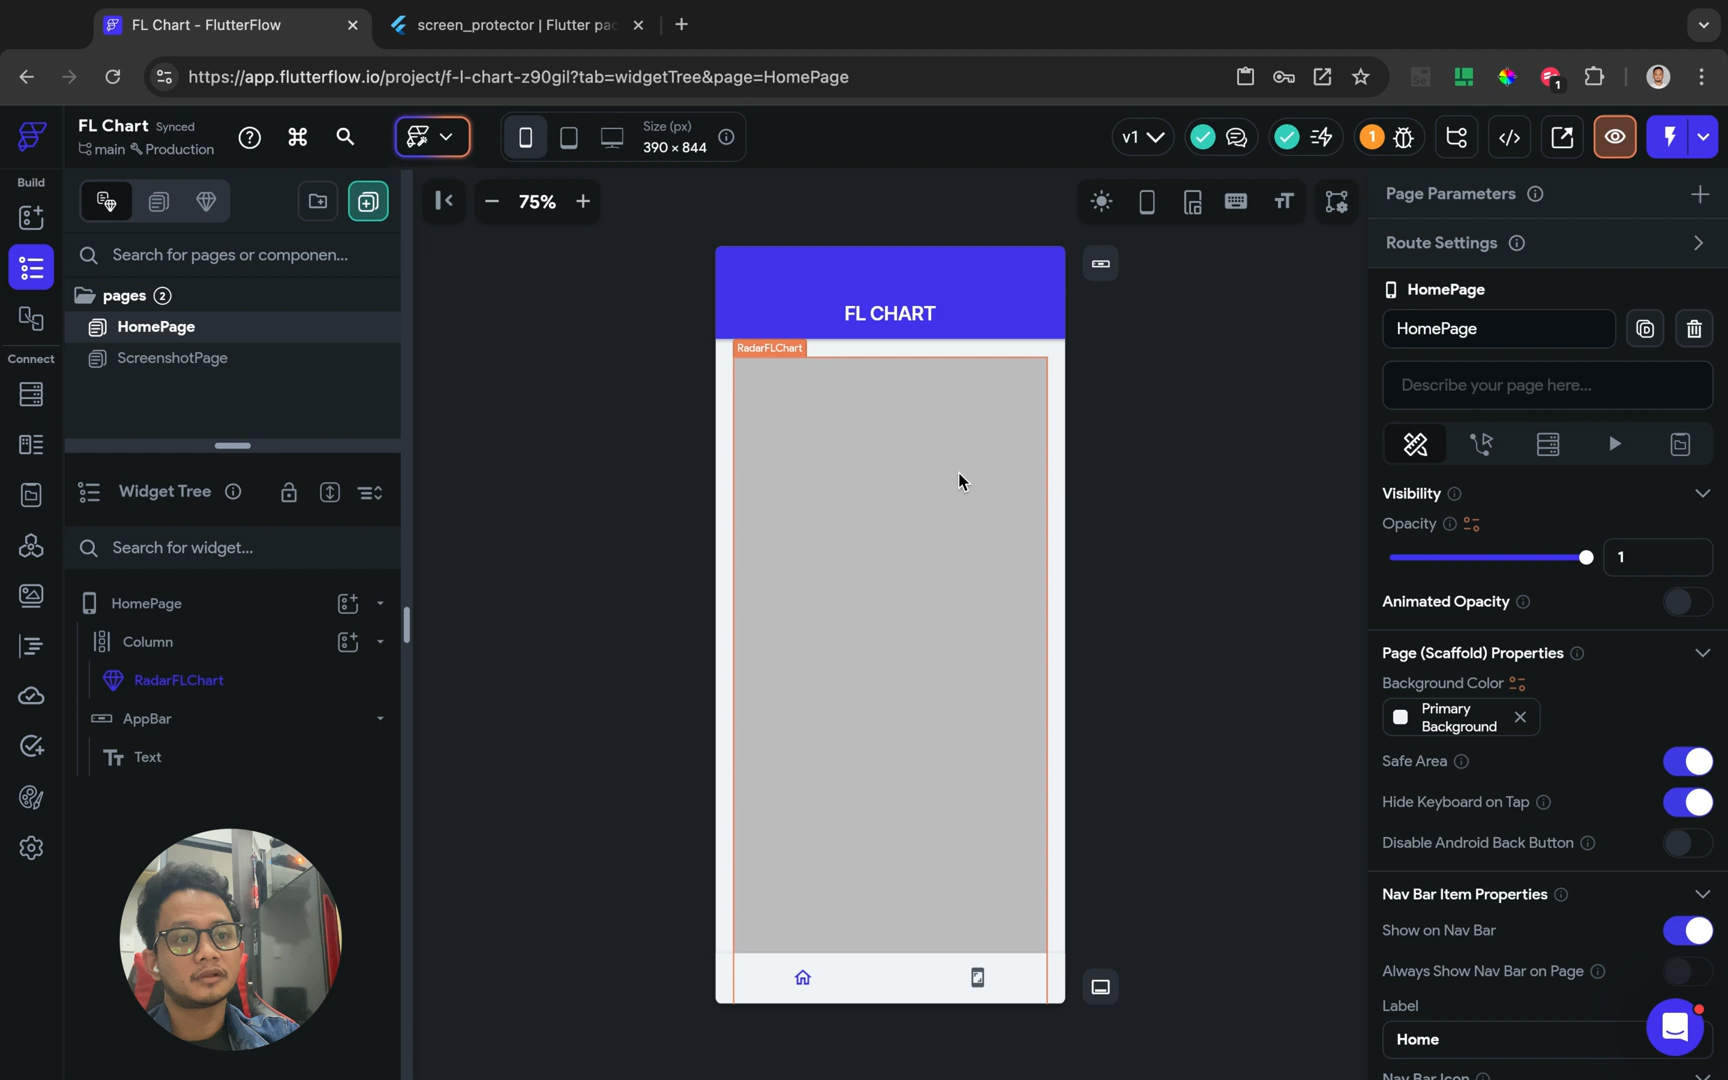 FL Chart - FlutterFlow
screen_protector | Flutter pac
https://app.flutterflow.io/project/f-l-chart-z90gil?tab=widgetTree&page=HomePage
1
FL Chart Synced
main Production
Size (px)
390 × 844
v1
1
Build
Connect
Search for pages or componen...
pages 2
HomePage
ScreenshotPage
Widget Tree
Search for widget...
HomePage
Column
RadarFLChart
AppBar
Text
75%
FL CHART
RadarFLChart
Page Parameters
Route Settings
HomePage
HomePage
Describe your page here...
Visibility
Opacity
1
Animated Opacity
Page (Scaffold) Properties
Background Color
Primary
Background
Safe Area
Hide Keyboard on Tap
Disable Android Back Button
Nav Bar Item Properties
Show on Nav Bar
Always Show Nav Bar on Page
Label
Home
Nav Bar Icon